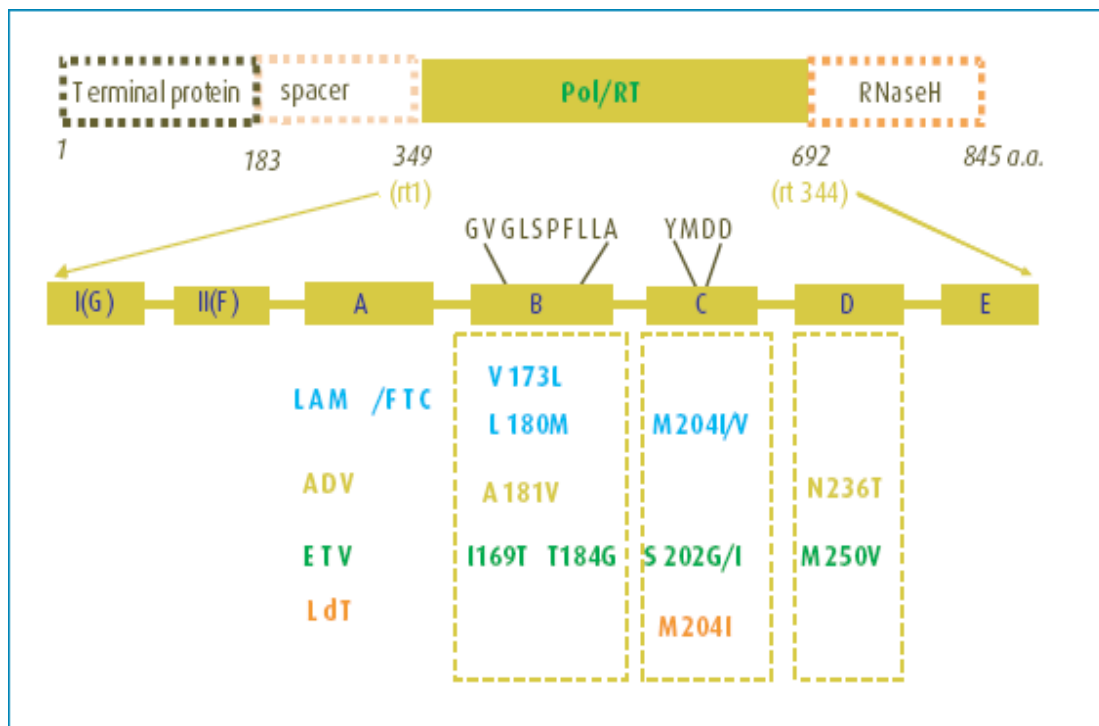 Terminal protein spacer Pol/RT RNaseH
1 183 349 692 845 a.a.
(rt1) (rt 344)
GVGLSPFLLA YMDD
I(G) II(F) A B C D E
V173L
LAM /FTC L180M M204I/V
ADV A181V N236T
ETV I169T T184G S202G/I M250V
LdT M204I